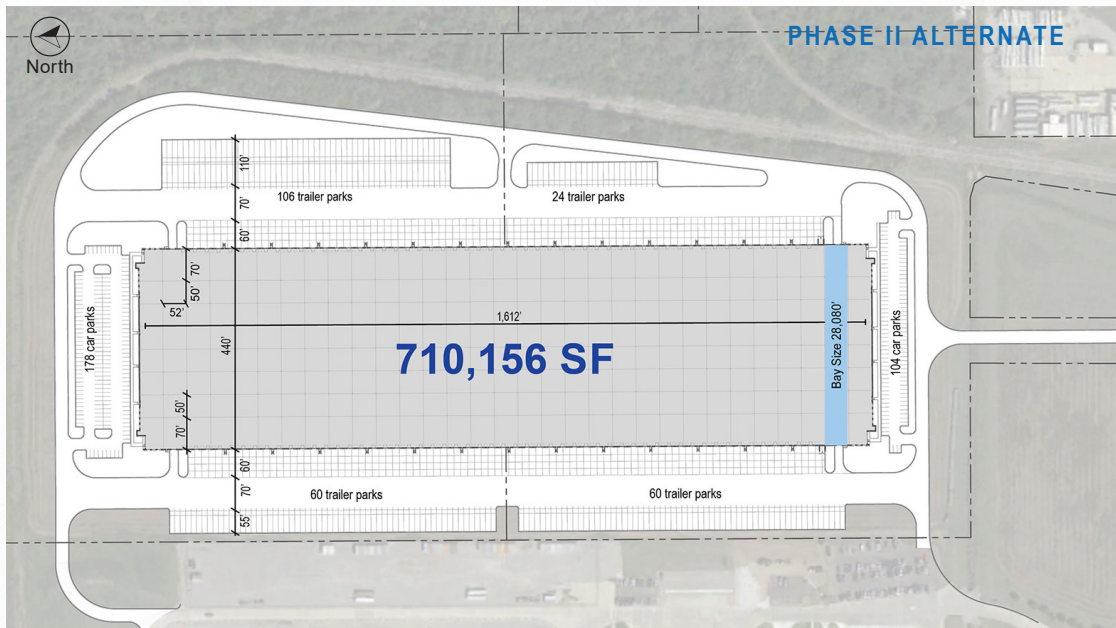 PHASE II ALTERNATE
North
110'
70'
60'
106 trailer parks
24 trailer parks
70'
50'
52'
1,612'
440'
710,156 SF
Bay Size 28,080'
178 car parks
104 car parks
50'
70'
60'
70'
55'
60 trailer parks
60 trailer parks